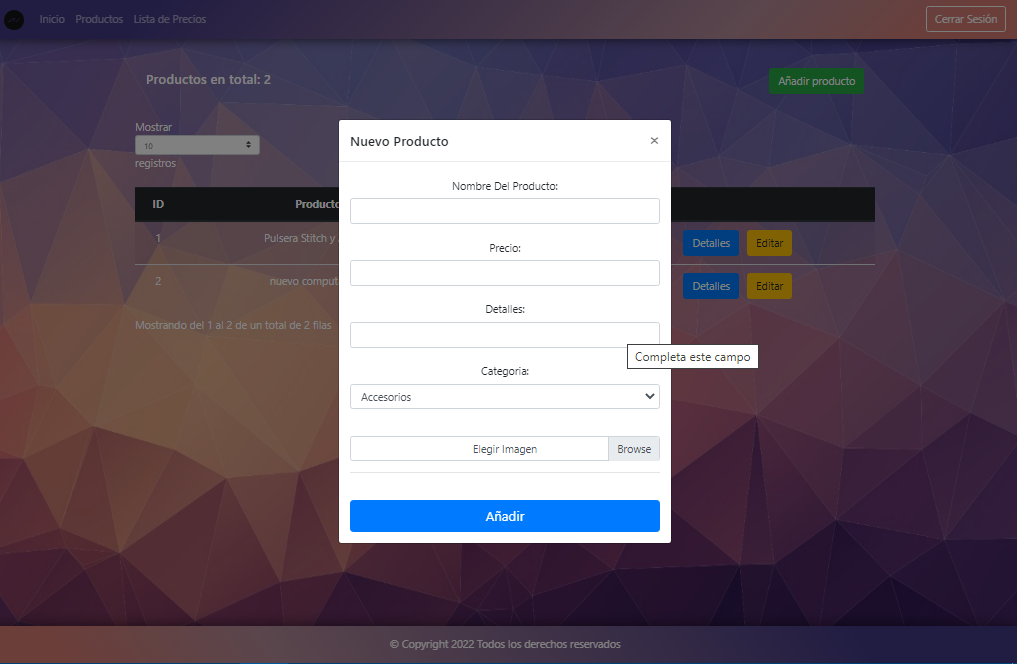 Inicio Productos Lista de Precios Cerrar Sesión
Productos en total: 2 Añadir producto
Mostrar
10
registros
Nuevo Producto ×
Nombre Del Producto:
Precio:
Detalles:
Completa este campo
Categoria:
Accesorios
Elegir Imagen Browse
Añadir
ID Producto
1 Pulsera Stitch y Detalles Editar
2 nuevo comput Detalles Editar
Mostrando del 1 al 2 de un total de 2 filas
© Copyright 2022 Todos los derechos reservados